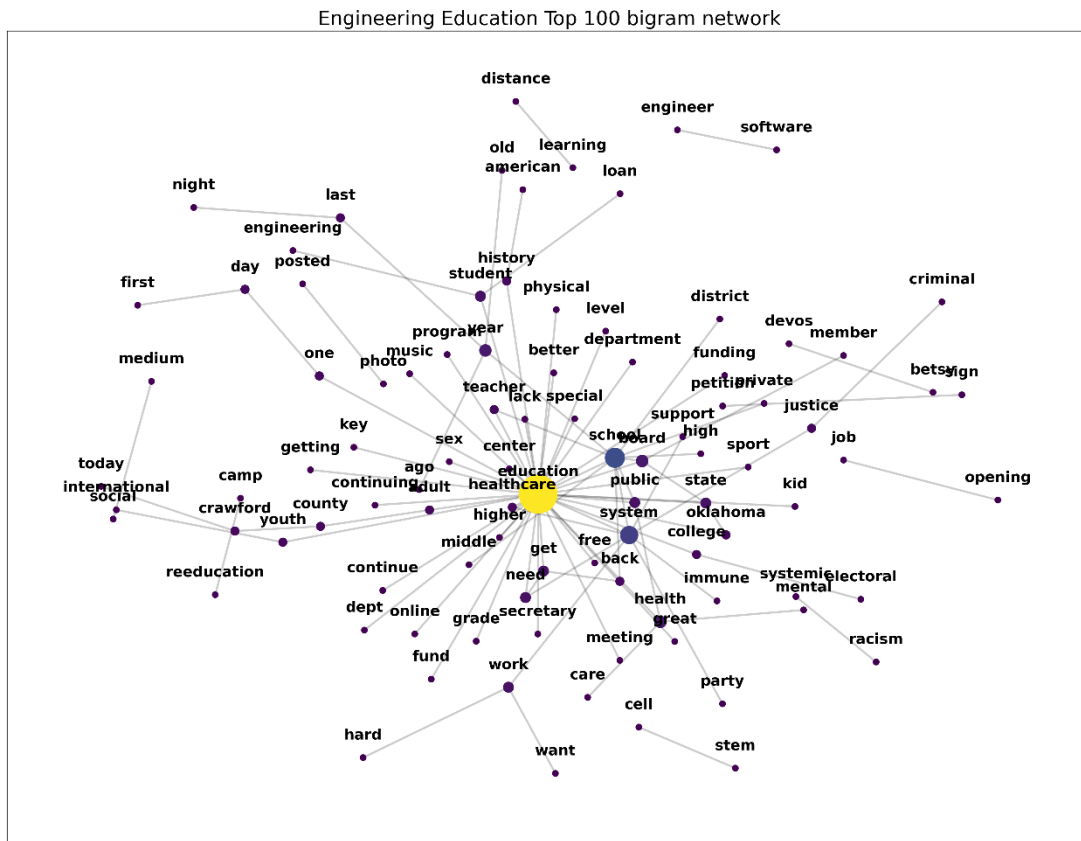 Engineering Education Top 100 bigram network
distance
engineer
software
old
learning
american
loan
night
last
engineering
history
day
posted
student
first
physical
criminal
level
district
devos
member
program
year
department
one
medium
photo
music
better
funding
petition
private
betsy
sign
teacher
lack
special
support
justice
key
school
board
high
job
getting
sex
center
sport
today
camp
continuing
ago
education
public
state
kid
opening
international
adult
healthcare
social
crawford
county
higher
system
oklahoma
youth
middle
free
college
get
back
reeducation
continue
need
immune
systemic
electoral
mental
dept
online
grade
secretary
health
great
meeting
racism
fund
work
care
party
cell
hard
want
stem